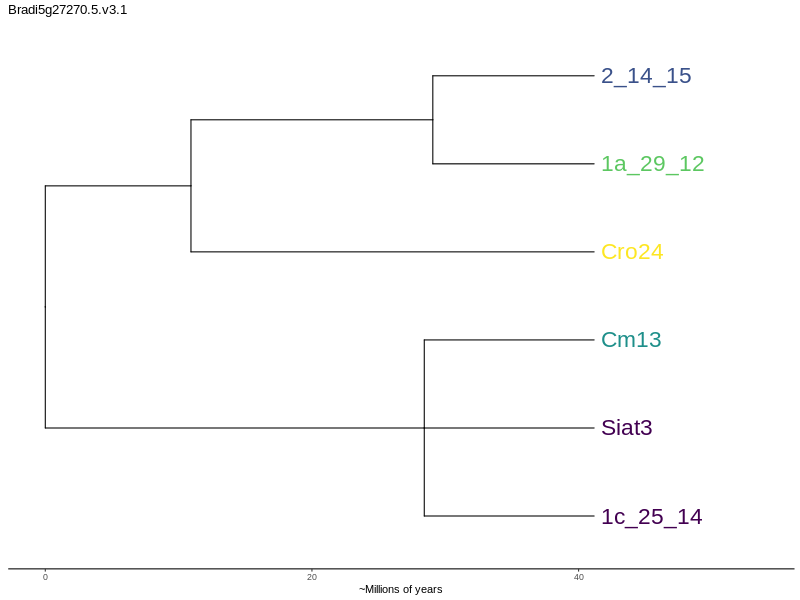 Bradi5g27270.5.v3.1
2_14_15
1a_29_12
Cro24
Cm13
Siat3
1c_25_14
0 20 40
~Millions of years